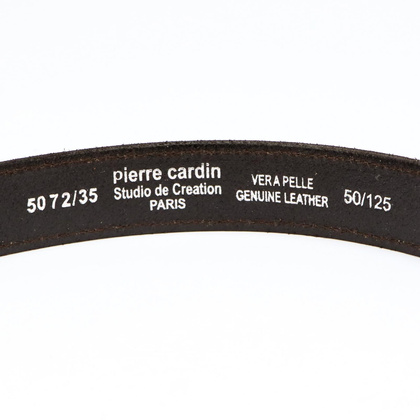 5072/35
pierre cardin
Studio de Creation
PARIS
VERA PELLE
GENUINE LEATHER
50/125